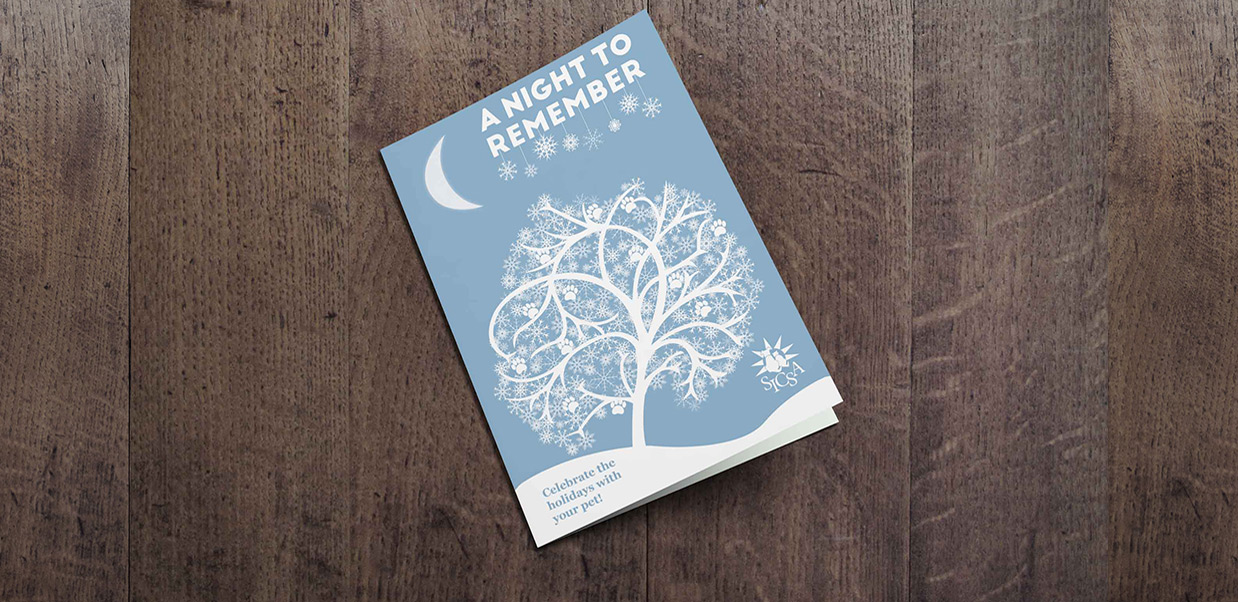 A NIGHT TO
REMEMBER
SICSA
Celebrate the
holidays with
your pet!